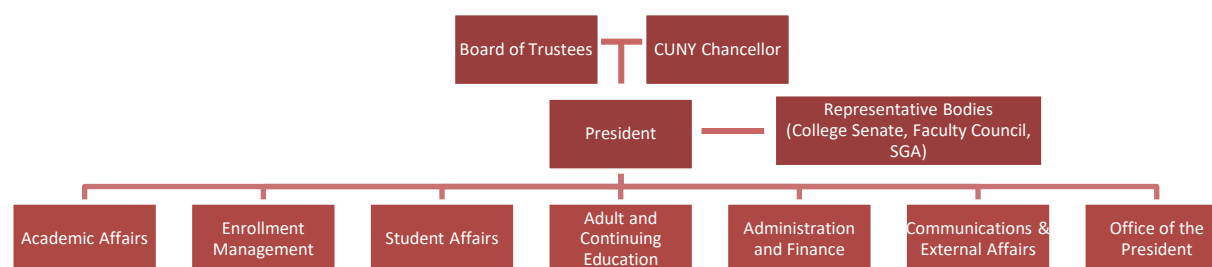 Board of Trustees
CUNY Chancellor
President
Representative Bodies
(College Senate, Faculty Council,
SGA)
Academic Affairs
Enrollment
Management
Student Affairs
Adult and
Continuing
Education
Administration
and Finance
Communications &
External Affairs
Office of the
President